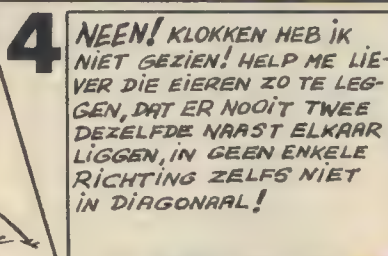 4
NEEN! KLOKKEN HEB iK
NiET GEZiEN! HELP ME LiE-
VER DiE EiEREN ZO TE LEG-
GEN, DAT ER NOOiT TWEE
DEZELFDE NAAST ELKAAR
LiGGEN, iN GEEN ENKELE
RiCHTiNG ZELFS NiET
iN DiAGONAAL!